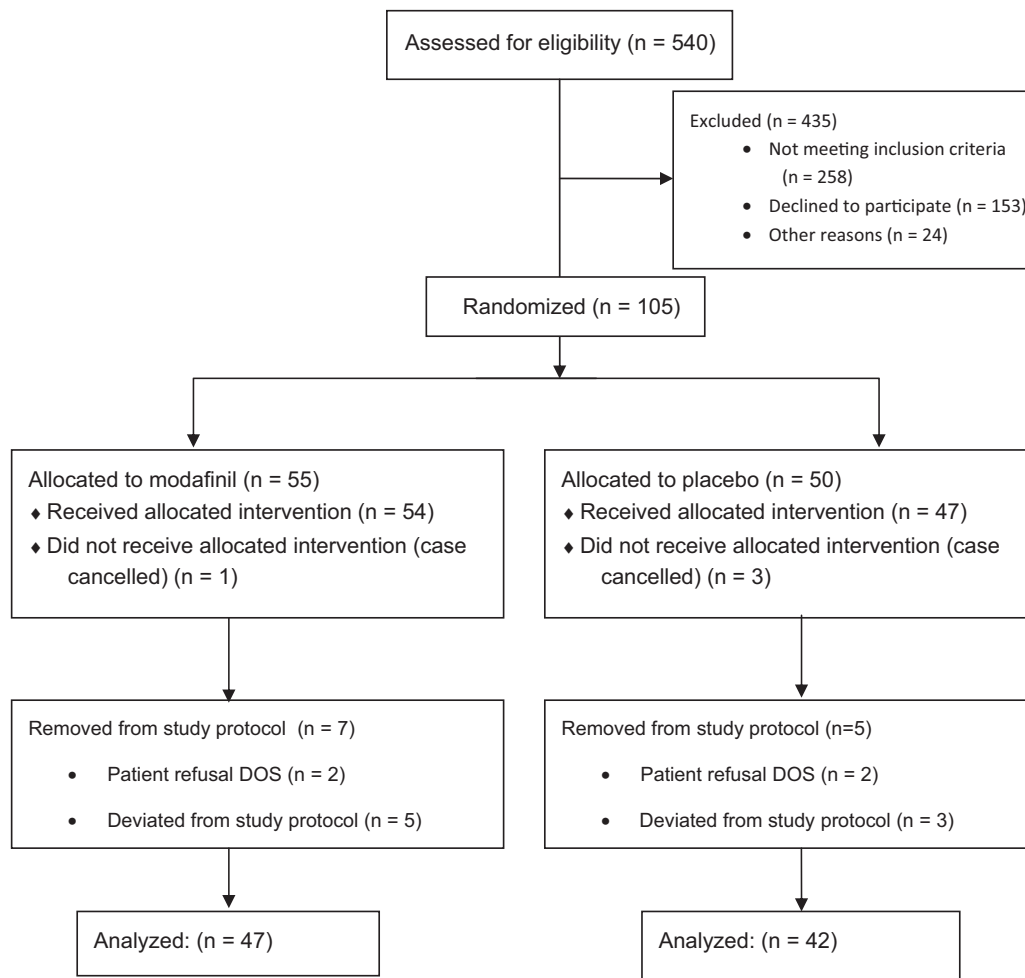 Assessed for eligibility (n = 540)
Excluded (n = 435)
• Not meeting inclusion criteria
(n = 258)
• Declined to participate (n = 153)
• Other reasons (n = 24)
Randomized (n = 105)
Allocated to modafinil (n = 55)
♦ Received allocated intervention (n = 54)
♦ Did not receive allocated intervention (case
cancelled) (n = 1)
Allocated to placebo (n = 50)
♦ Received allocated intervention (n = 47)
♦ Did not receive allocated intervention (case
cancelled) (n = 3)
Removed from study protocol (n = 7)
• Patient refusal DOS (n = 2)
• Deviated from study protocol (n = 5)
Removed from study protocol (n=5)
• Patient refusal DOS (n = 2)
• Deviated from study protocol (n = 3)
Analyzed: (n = 47)
Analyzed: (n = 42)